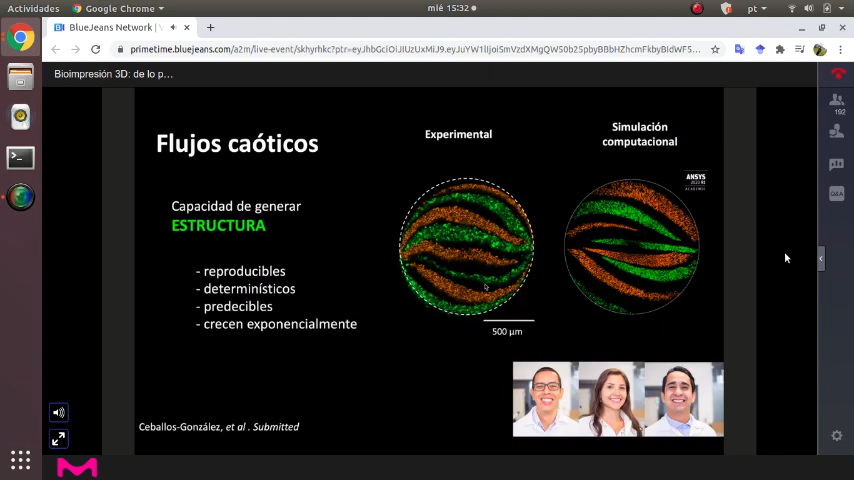 Actividades
Google Chrome
mié 15:32
pt
BlueJeans Network | V
primetime.bluejeans.com/a2m/live-event/skhyrhkc?ptr=eyJhbGciOiJIUzUxMiJ9.eyJuYW1lIjoiSmVzdXMgQW50b25pbyBBbHZhcmFkbyIdWF5...
Bioimpresión 3D: de lo p...
192
Q&A
Flujos caóticos
Experimental
Simulación
computacional
ANSYS
Capacidad de generar
ESTRUCTURA
- reproducibles
- determinísticos
- predecibles
- crecen exponencialmente
500 µm
Ceballos-González, et al . Submitted